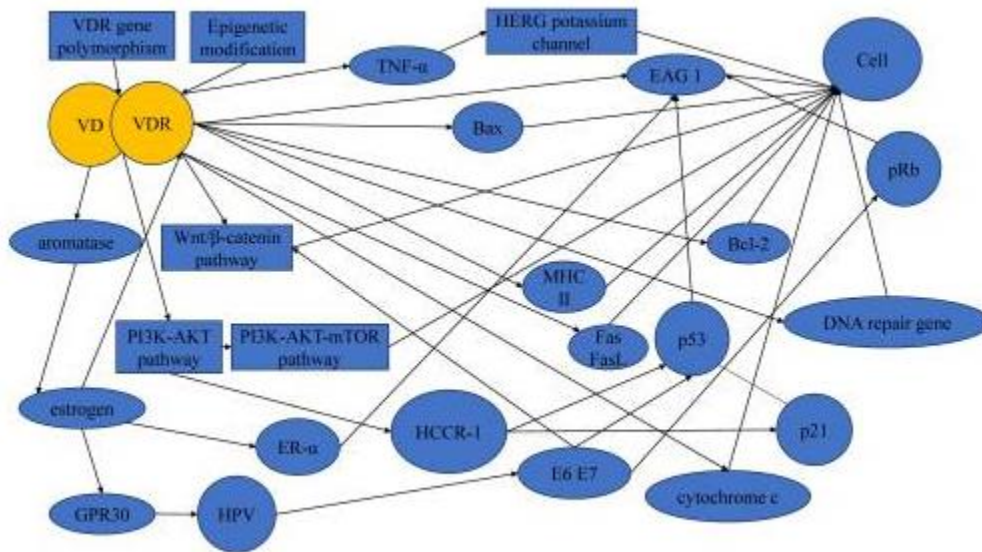 VDR gene
polymorphism
Epigenetic
modification
HERG potassium
channel
TNF-α
EAG 1
Cell
VD
VDR
Bax
pRb
aromatase
Wnt/β-catenin
pathway
Bcl-2
MHC
II
PI3K-AKT
pathway
PI3K-AKT-mTOR
pathway
Fas
FasL
p53
DNA repair gene
estrogen
ER-α
HCCR-1
p21
E6 E7
cytochrome c
GPR30
HPV